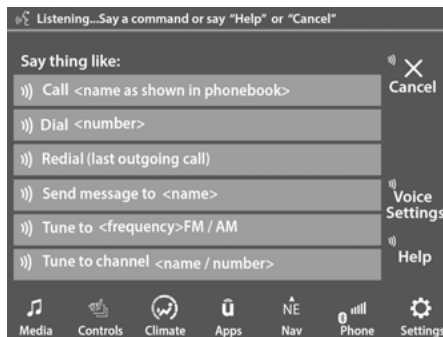 Listening...Say a command or say “Help” or “Cancel”
Say thing like:
Call <name as shown in phonebook>
Dial <number>
Redial (last outgoing call)
Send message to <name>
Tune to <frequency>FM / AM
Tune to channel <name / number>
Cancel
Voice
Settings
Help
û NE
Media Controls Climate Apps Nav Phone Settings